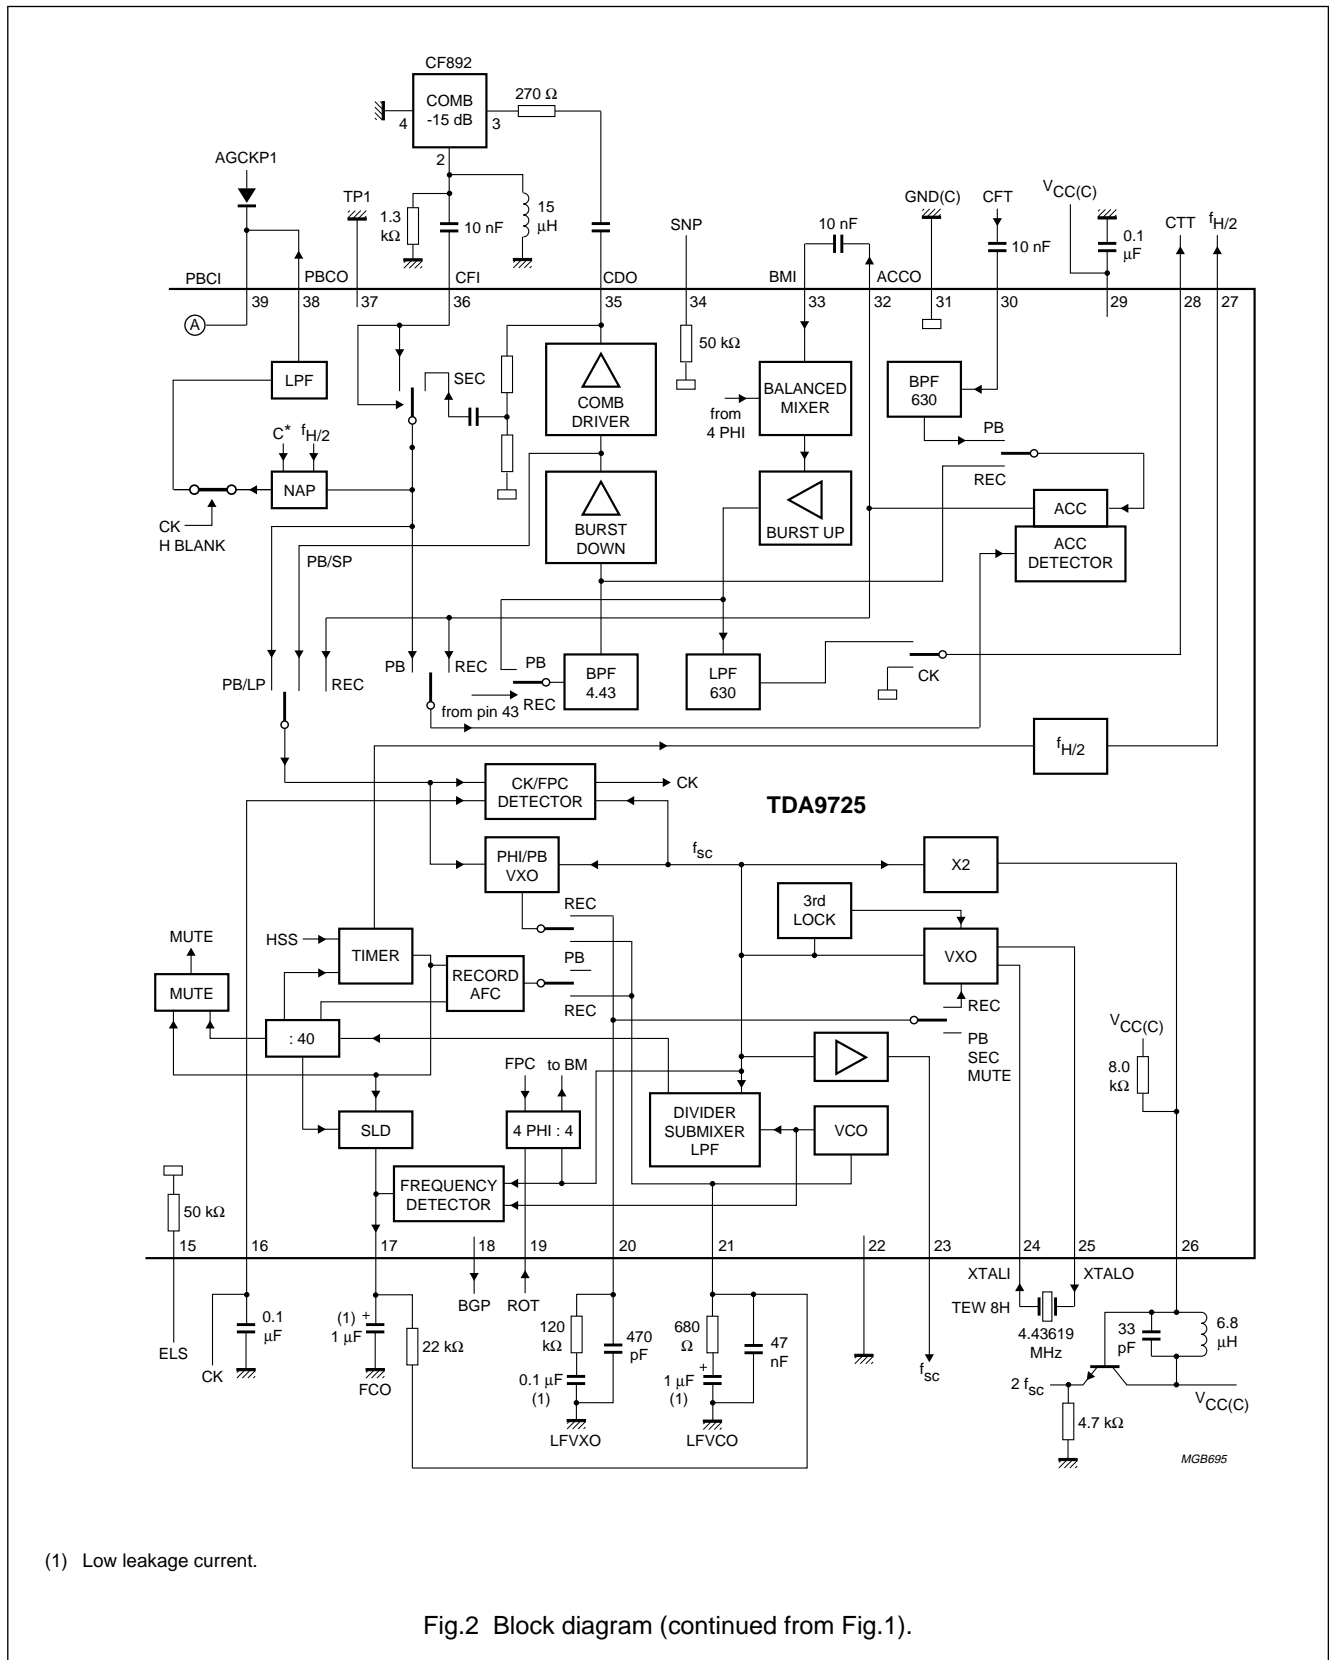 CF892
COMB
-15 dB
4
3
2
270 Ω
AGCKP1
TP1
1.3
kΩ
10 nF
15
μH
SNP
10 nF
GND(C)
CFT
10 nF
VCC(C)
0.1
μF
CTT
fH/2
PBCI
PBCO
CFI
CDO
BMI
ACCO
39
38
37
36
35
34
33
32
31
30
29
28
27
A
LPF
SEC
COMB
DRIVER
50 kΩ
from
4 PHI
BALANCED
MIXER
BPF
630
PB
REC
C*
fH/2
NAP
CK
H BLANK
BURST
DOWN
BURST UP
ACC
ACC
DETECTOR
PB/SP
PB/LP
REC
PB
REC
from pin 43
PB
REC
BPF
4.43
LPF
630
CK
fH/2
CK/FPC
DETECTOR
CK
TDA9725
PHI/PB
VXO
fsc
X2
REC
3rd
LOCK
MUTE
HSS
TIMER
VXO
MUTE
RECORD
AFC
PB
REC
REC
: 40
PB
SEC
MUTE
VCC(C)
8.0
kΩ
FPC
to BM
SLD
4 PHI : 4
DIVIDER
SUBMIXER
LPF
VCO
FREQUENCY
DETECTOR
50 kΩ
15
16
17
18
19
20
21
22
23
24
25
26
XTALI
XTALO
BGP
ROT
TEW 8H
4.43619
MHz
ELS
CK
0.1
μF
(1)
+
1 μF
FCO
22 kΩ
120
kΩ
470
pF
0.1 μF
(1)
LFVXO
680
Ω
47
nF
+
1 μF
(1)
LFVCO
fsc
33
pF
6.8
μH
2 fsc
VCC(C)
4.7 kΩ
MGB695
(1) Low leakage current.
Fig.2 Block diagram (continued from Fig.1).